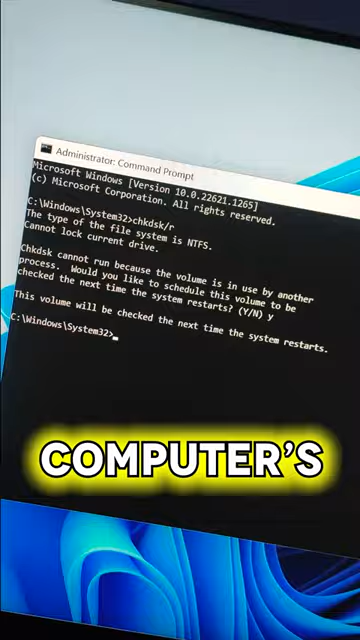 Administrator: Command Prompt
Microsoft Windows [Version 10.0.22621.1265]
(c) Microsoft Corporation. All rights reserved.
C:\Windows\System32>chkdsk/r
The type of the file system is NTFS.
Cannot lock current drive.
Chkdsk cannot run because the volume is in use by another
process.  Would you like to schedule this volume to be
checked the next time the system restarts? (Y/N) y
This volume will be checked the next time the system restarts.
C:\Windows\System32>
COMPUTER'S